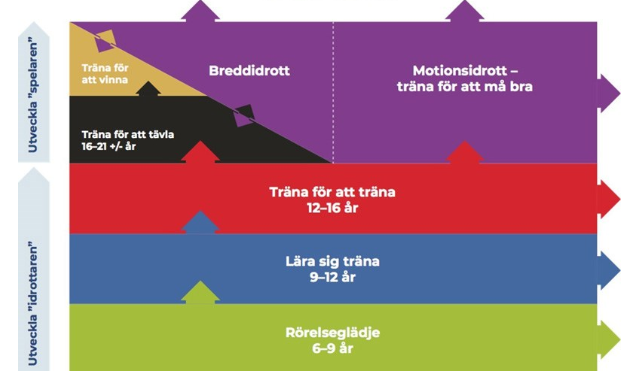 Utveckla "spelaren"
Träna för
att vinna
Breddidrott
Motionsidrott –
träna för att må bra
Träna för att tävla
16–21 +/- år
Utveckla "idrottaren"
Träna för att träna
12–16 år
Lära sig träna
9–12 år
Rörelseglädje
6–9 år